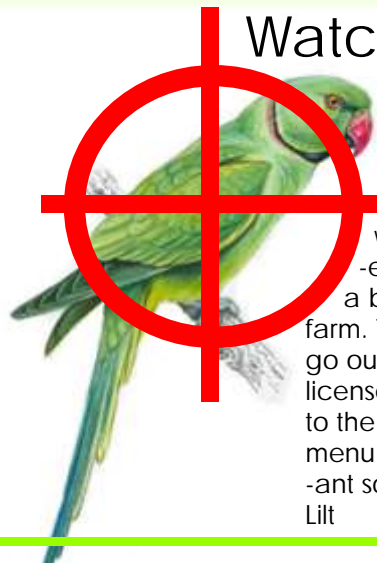 Watc
-e
a b
farm.
go ou
license
to the
menu
-ant so
Lilt